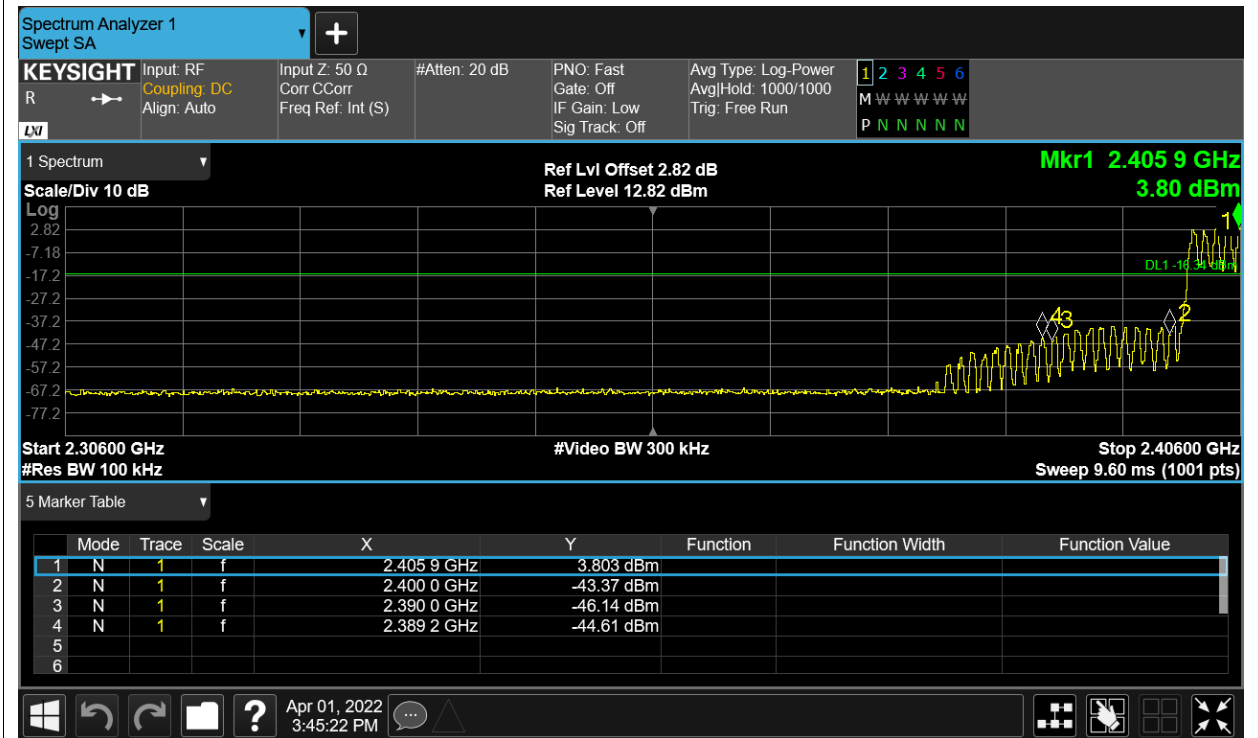 Spectrum Analyzer 1
Swept SA
+
KEYSIGHT
R
LXI
Input: RF
Coupling: DC
Align: Auto
Input Z: 50 Ω
Corr CCorr
Freq Ref: Int (S)
#Atten: 20 dB
PNO: Fast
Gate: Off
IF Gain: Low
Sig Track: Off
Avg Type: Log-Power
Avg|Hold: 1000/1000
Trig: Free Run
1 2 3 4 5 6
M W W W W W
P N N N N N
1 Spectrum
Scale/Div 10 dB
Ref Lvl Offset 2.82 dB
Ref Level 12.82 dBm
Mkr1 2.405 9 GHz
3.80 dBm
Log
2.82
-7.18
-17.2
-27.2
-37.2
-47.2
-57.2
-67.2
-77.2
1
DL1 -16.34 dBm
4 3 2
Start 2.30600 GHz
#Res BW 100 kHz
#Video BW 300 kHz
Stop 2.40600 GHz
Sweep 9.60 ms (1001 pts)
5 Marker Table
Mode Trace Scale X Y Function Function Width Function Value
1 N 1 f 2.405 9 GHz 3.803 dBm
2 N 1 f 2.400 0 GHz -43.37 dBm
3 N 1 f 2.390 0 GHz -46.14 dBm
4 N 1 f 2.389 2 GHz -44.61 dBm
5
6
?
Apr 01, 2022
3:45:22 PM